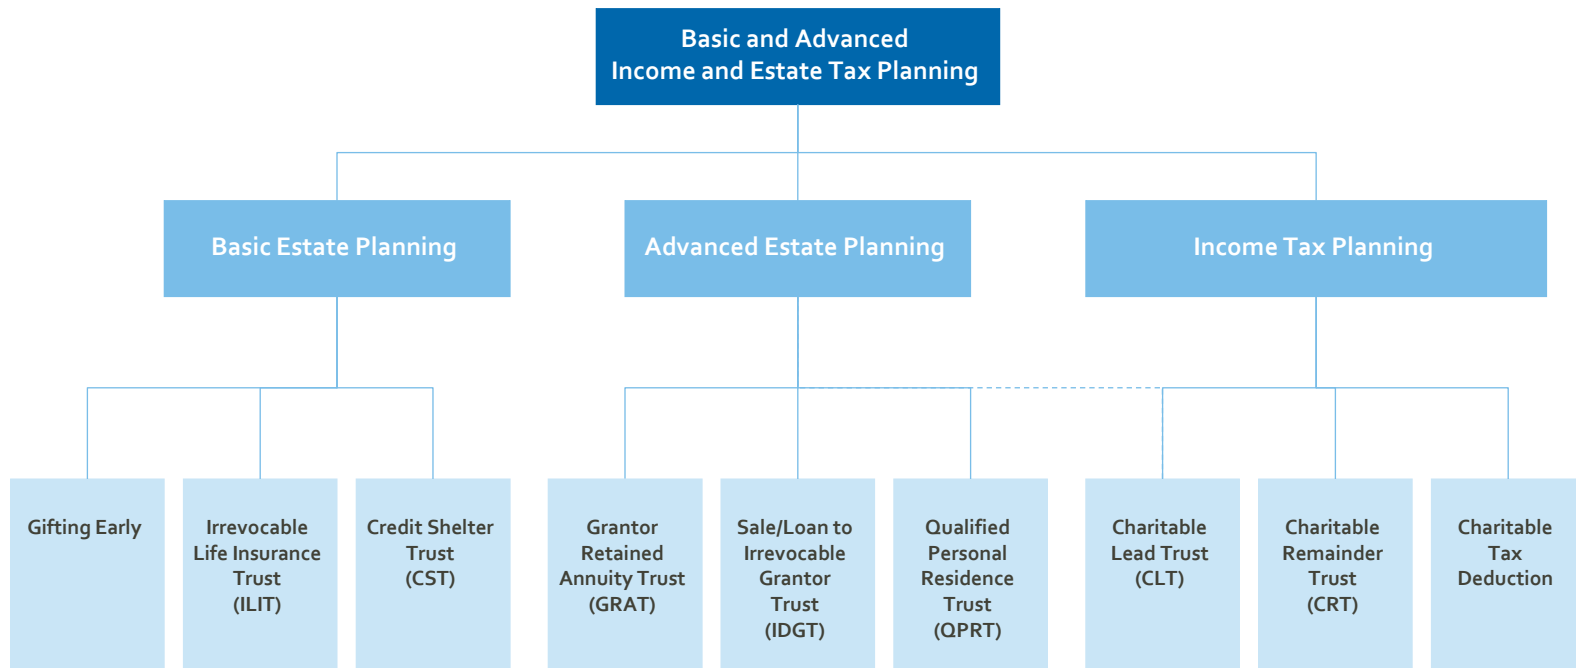 Basic and Advanced
Income and Estate Tax Planning
Basic Estate Planning
Advanced Estate Planning
Income Tax Planning
Gifting Early
Irrevocable
Life Insurance
Trust
(ILIT)
Credit Shelter
Trust
(CST)
Grantor
Retained
Annuity Trust
(GRAT)
Sale/Loan to
Irrevocable
Grantor
Trust
(IDGT)
Qualified
Personal
Residence
Trust
(QPRT)
Charitable
Lead Trust
(CLT)
Charitable
Remainder
Trust
(CRT)
Charitable
Tax
Deduction